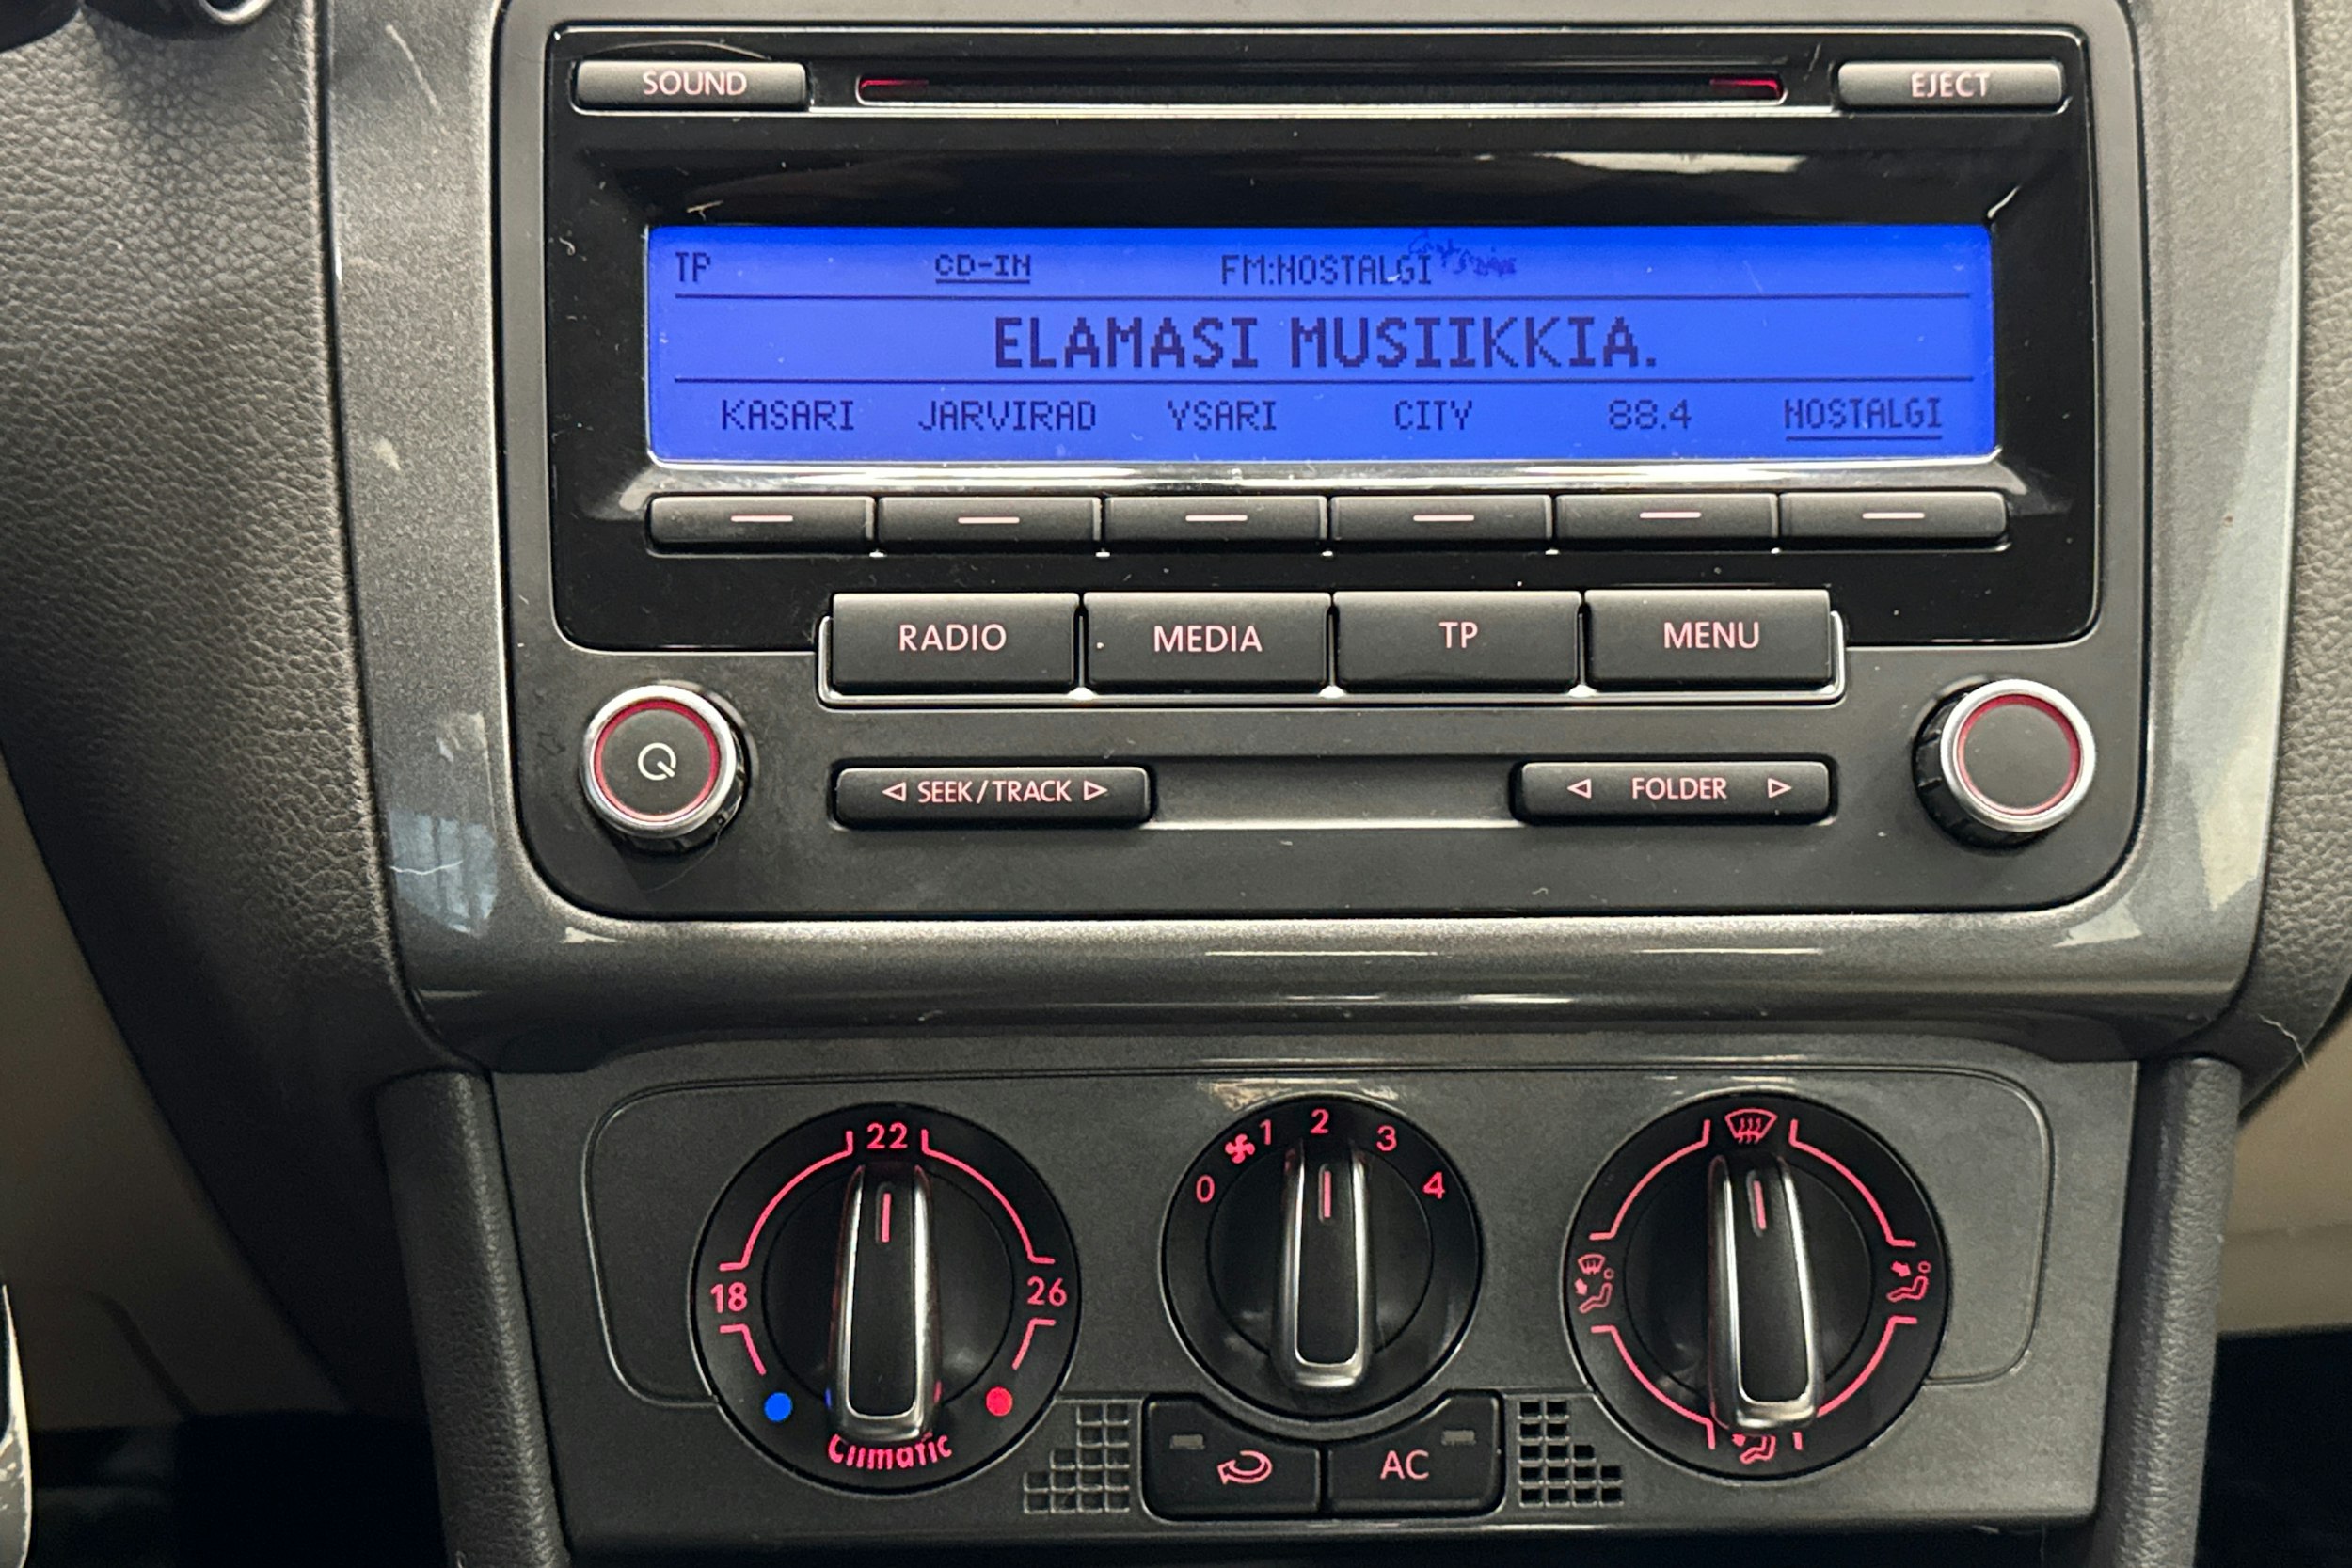 SOUND EJECT
TP CD-IN FM:NOSTALGI
ELAMASI MUSIIKKIA.
KASARI JARVIRAD YSARI CITY 88.4 NOSTALGI
RADIO MEDIA TP MENU
SEEK/TRACK FOLDER
22
18 26
Climatic
0 1 2 3 4
AC